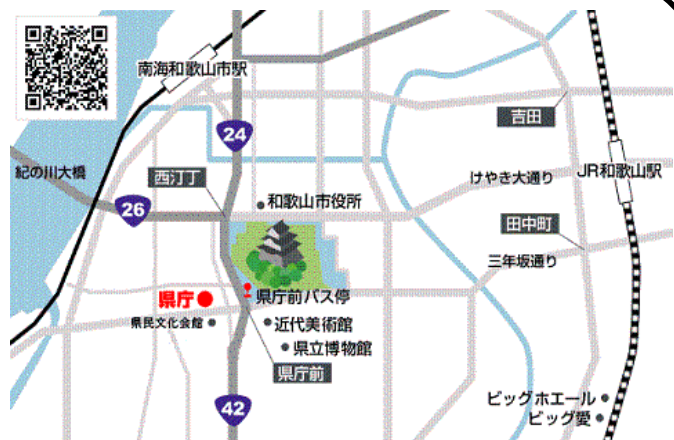 南海和歌山市駅
24
吉田
紀の川大橋
西汀丁
けやき大通り
JR和歌山駅
26
和歌山市役所
田中町
三年坂通り
県庁
県庁前バス停
県民文化会館
近代美術館
県立博物館
県庁前
42
ビッグホエール
ビッグ愛